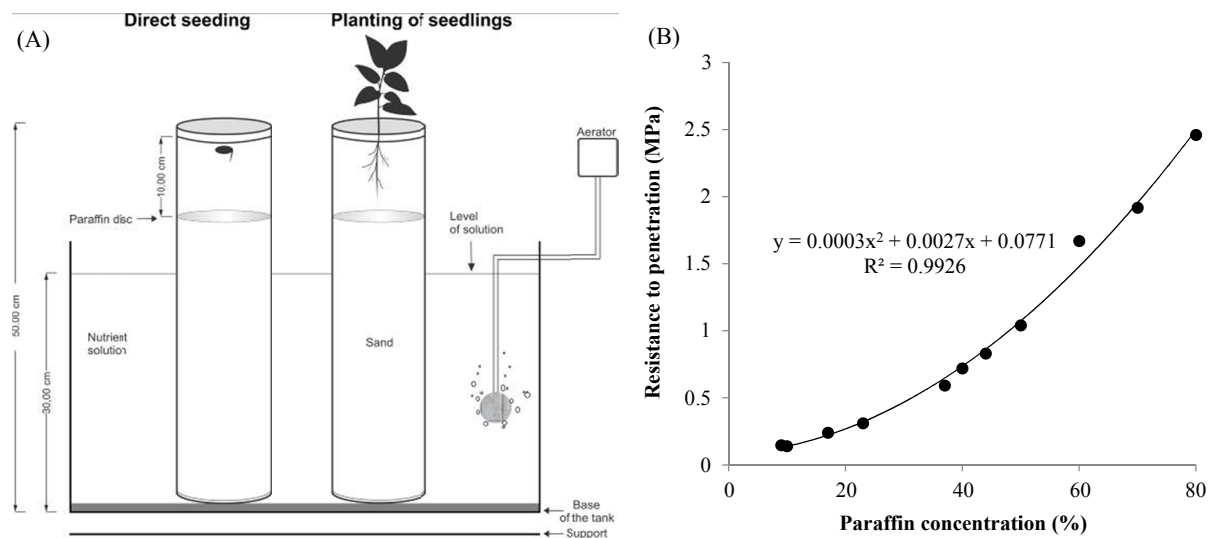 Direct seeding
Planting of seedlings
(A)
Aerator
10,00 cm
Paraffin disc
Level
of solution
50.00 cm
30,00 cm
Nutrient
solution
Sand
Base
of the tank
Support
(B)
3
2.5
2
1.5
1
0.5
0
Resistance to penetration (MPa)
y = 0.0003x² + 0.0027x + 0.0771
R² = 0.9926
0 20 40 60 80
Paraffin concentration (%)